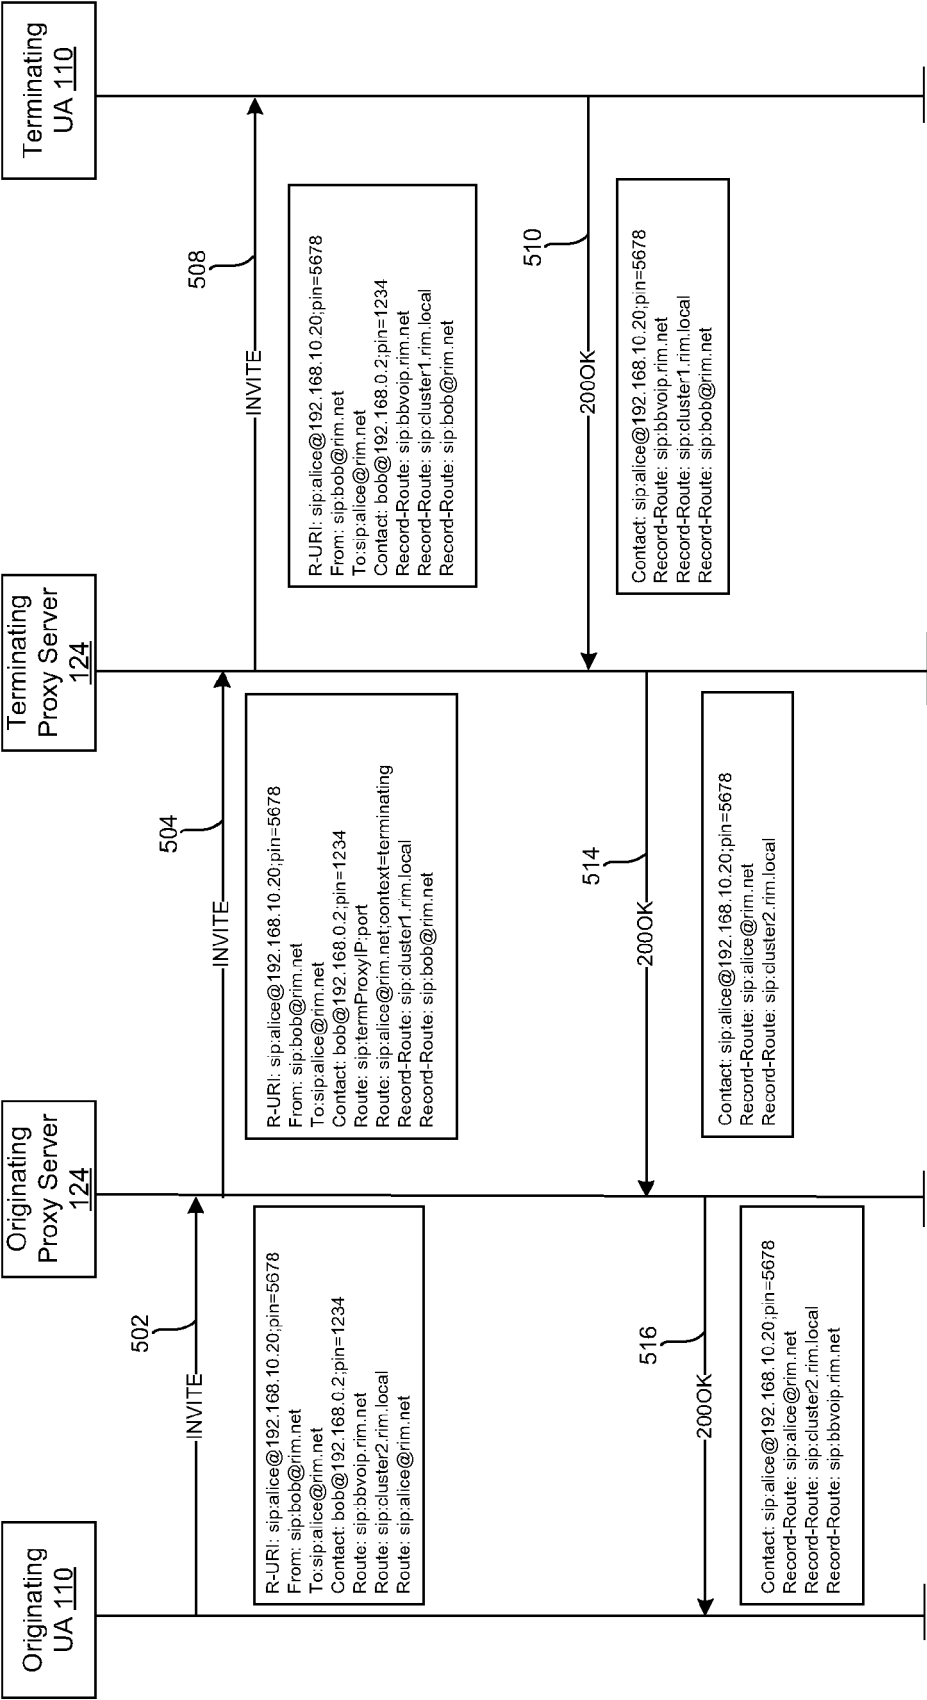 Originating
UA 110
Originating
Proxy Server
124
Terminating
Proxy Server
124
Terminating
UA 110
502
INVITE
R-URI: sip:alice@192.168.10.20;pin=5678
From: sip:bob@rim.net
To:sip:alice@rim.net
Contact: bob@192.168.0.2;pin=1234
Route: sip:bbvoip.rim.net
Route: sip:cluster2.rim.local
Route: sip:alice@rim.net
504
INVITE
R-URI: sip:alice@192.168.10.20;pin=5678
From: sip:bob@rim.net
To:sip:alice@rim.net
Contact: bob@192.168.0.2;pin=1234
Route: sip:termProxyIP:port
Route: sip:alice@rim.net;context=terminating
Record-Route: sip:cluster1.rim.local
Record-Route: sip:bob@rim.net
508
INVITE
R-URI: sip:alice@192.168.10.20;pin=5678
From: sip:bob@rim.net
To:sip:alice@rim.net
Contact: bob@192.168.0.2;pin=1234
Record-Route: sip:bbvoip.rim.net
Record-Route: sip:cluster1.rim.local
Record-Route: sip:bob@rim.net
510
200OK
Contact: sip:alice@192.168.10.20;pin=5678
Record-Route: sip:bbvoip.rim.net
Record-Route: sip:cluster1.rim.local
Record-Route: sip:bob@rim.net
514
200OK
Contact: sip:alice@192.168.10.20;pin=5678
Record-Route: sip:alice@rim.net
Record-Route: sip:cluster2.rim.local
516
200OK
Contact: sip:alice@192.168.10.20;pin=5678
Record-Route: sip:alice@rim.net
Record-Route: sip:cluster2.rim.local
Record-Route: sip:bbvoip.rim.net